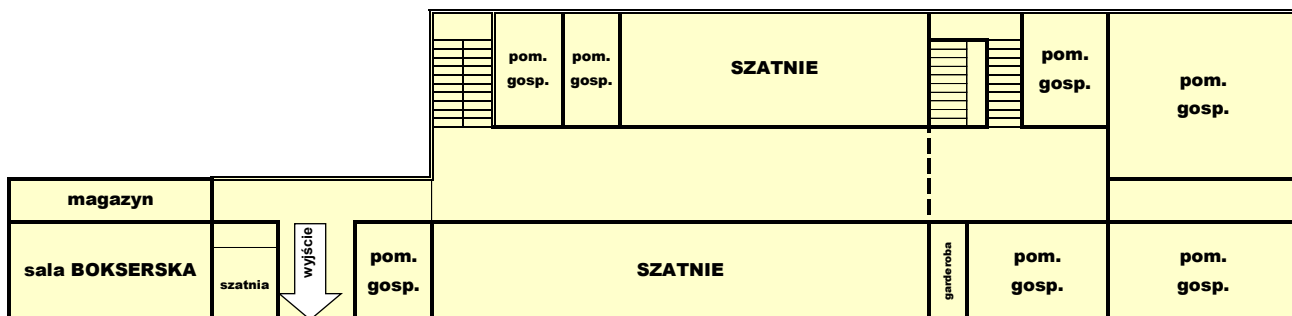 pom.
gosp.
pom.
gosp.
SZATNIE
pom.
gosp.
pom.
gosp.
magazyn
sala BOKSERSKA
szatnia
wyjście
pom.
gosp.
SZATNIE
garderoba
pom.
gosp.
pom.
gosp.